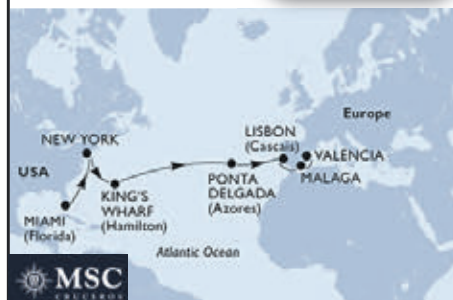 Europe
NEW YORK
USA
LISBON
(Cascais)
VALENCIA
MALAGA
KING'S
WHARF
(Hamilton)
PONTA
DELGADA
(Azores)
MIAMI
(Florida)
Atlantic Ocean
MSC
CRUCEROS